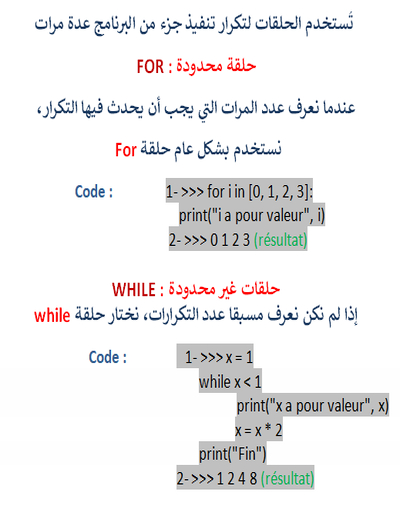 تُستخدم الحلقات لتكرار تنفيذ جزء من البرنامج عدة مرات
حلقة محدودة : FOR
عندما نعرف عدد المرات التي يجب أن يحدث فيها التكرار،
نستخدم بشكل عام حلقة For
Code : 1- >>> for i in [0, 1, 2, 3]:
print("i a pour valeur", i)
2- >>> 0 1 2 3 (résultat)
حلقات غير محدودة : WHILE
إذا لم نكن نعرف مسبقا عدد التكرارات، نختار حلقة while
Code : 1- >>> x = 1
while x < 1
print("x a pour valeur", x)
x = x * 2
print("Fin")
2- >>> 1 2 4 8 (résultat)